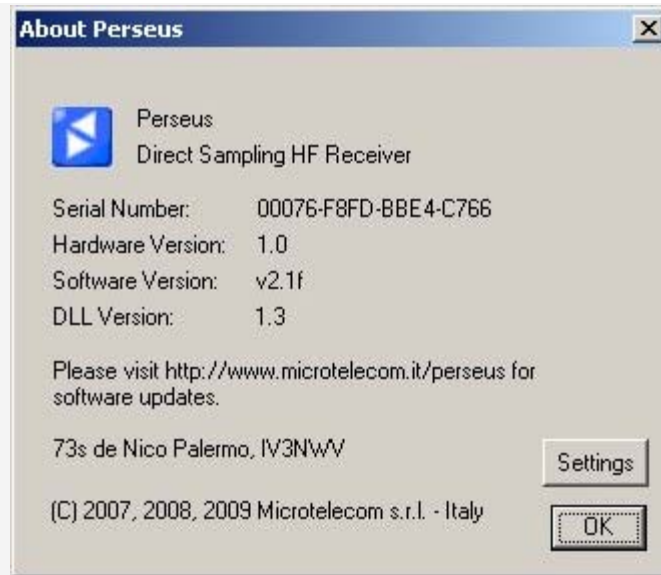 About Perseus
Perseus
Direct Sampling HF Receiver
Serial Number: 00076-F8FD-BBE4-C766
Hardware Version: 1.0
Software Version: v2.1f
DLL Version: 1.3
Please visit http://www.microtelecom.it/perseus for
software updates.
73s de Nico Palermo, IV3NWV
Settings
(C) 2007, 2008, 2009 Microtelecom s.r.l. - Italy
OK